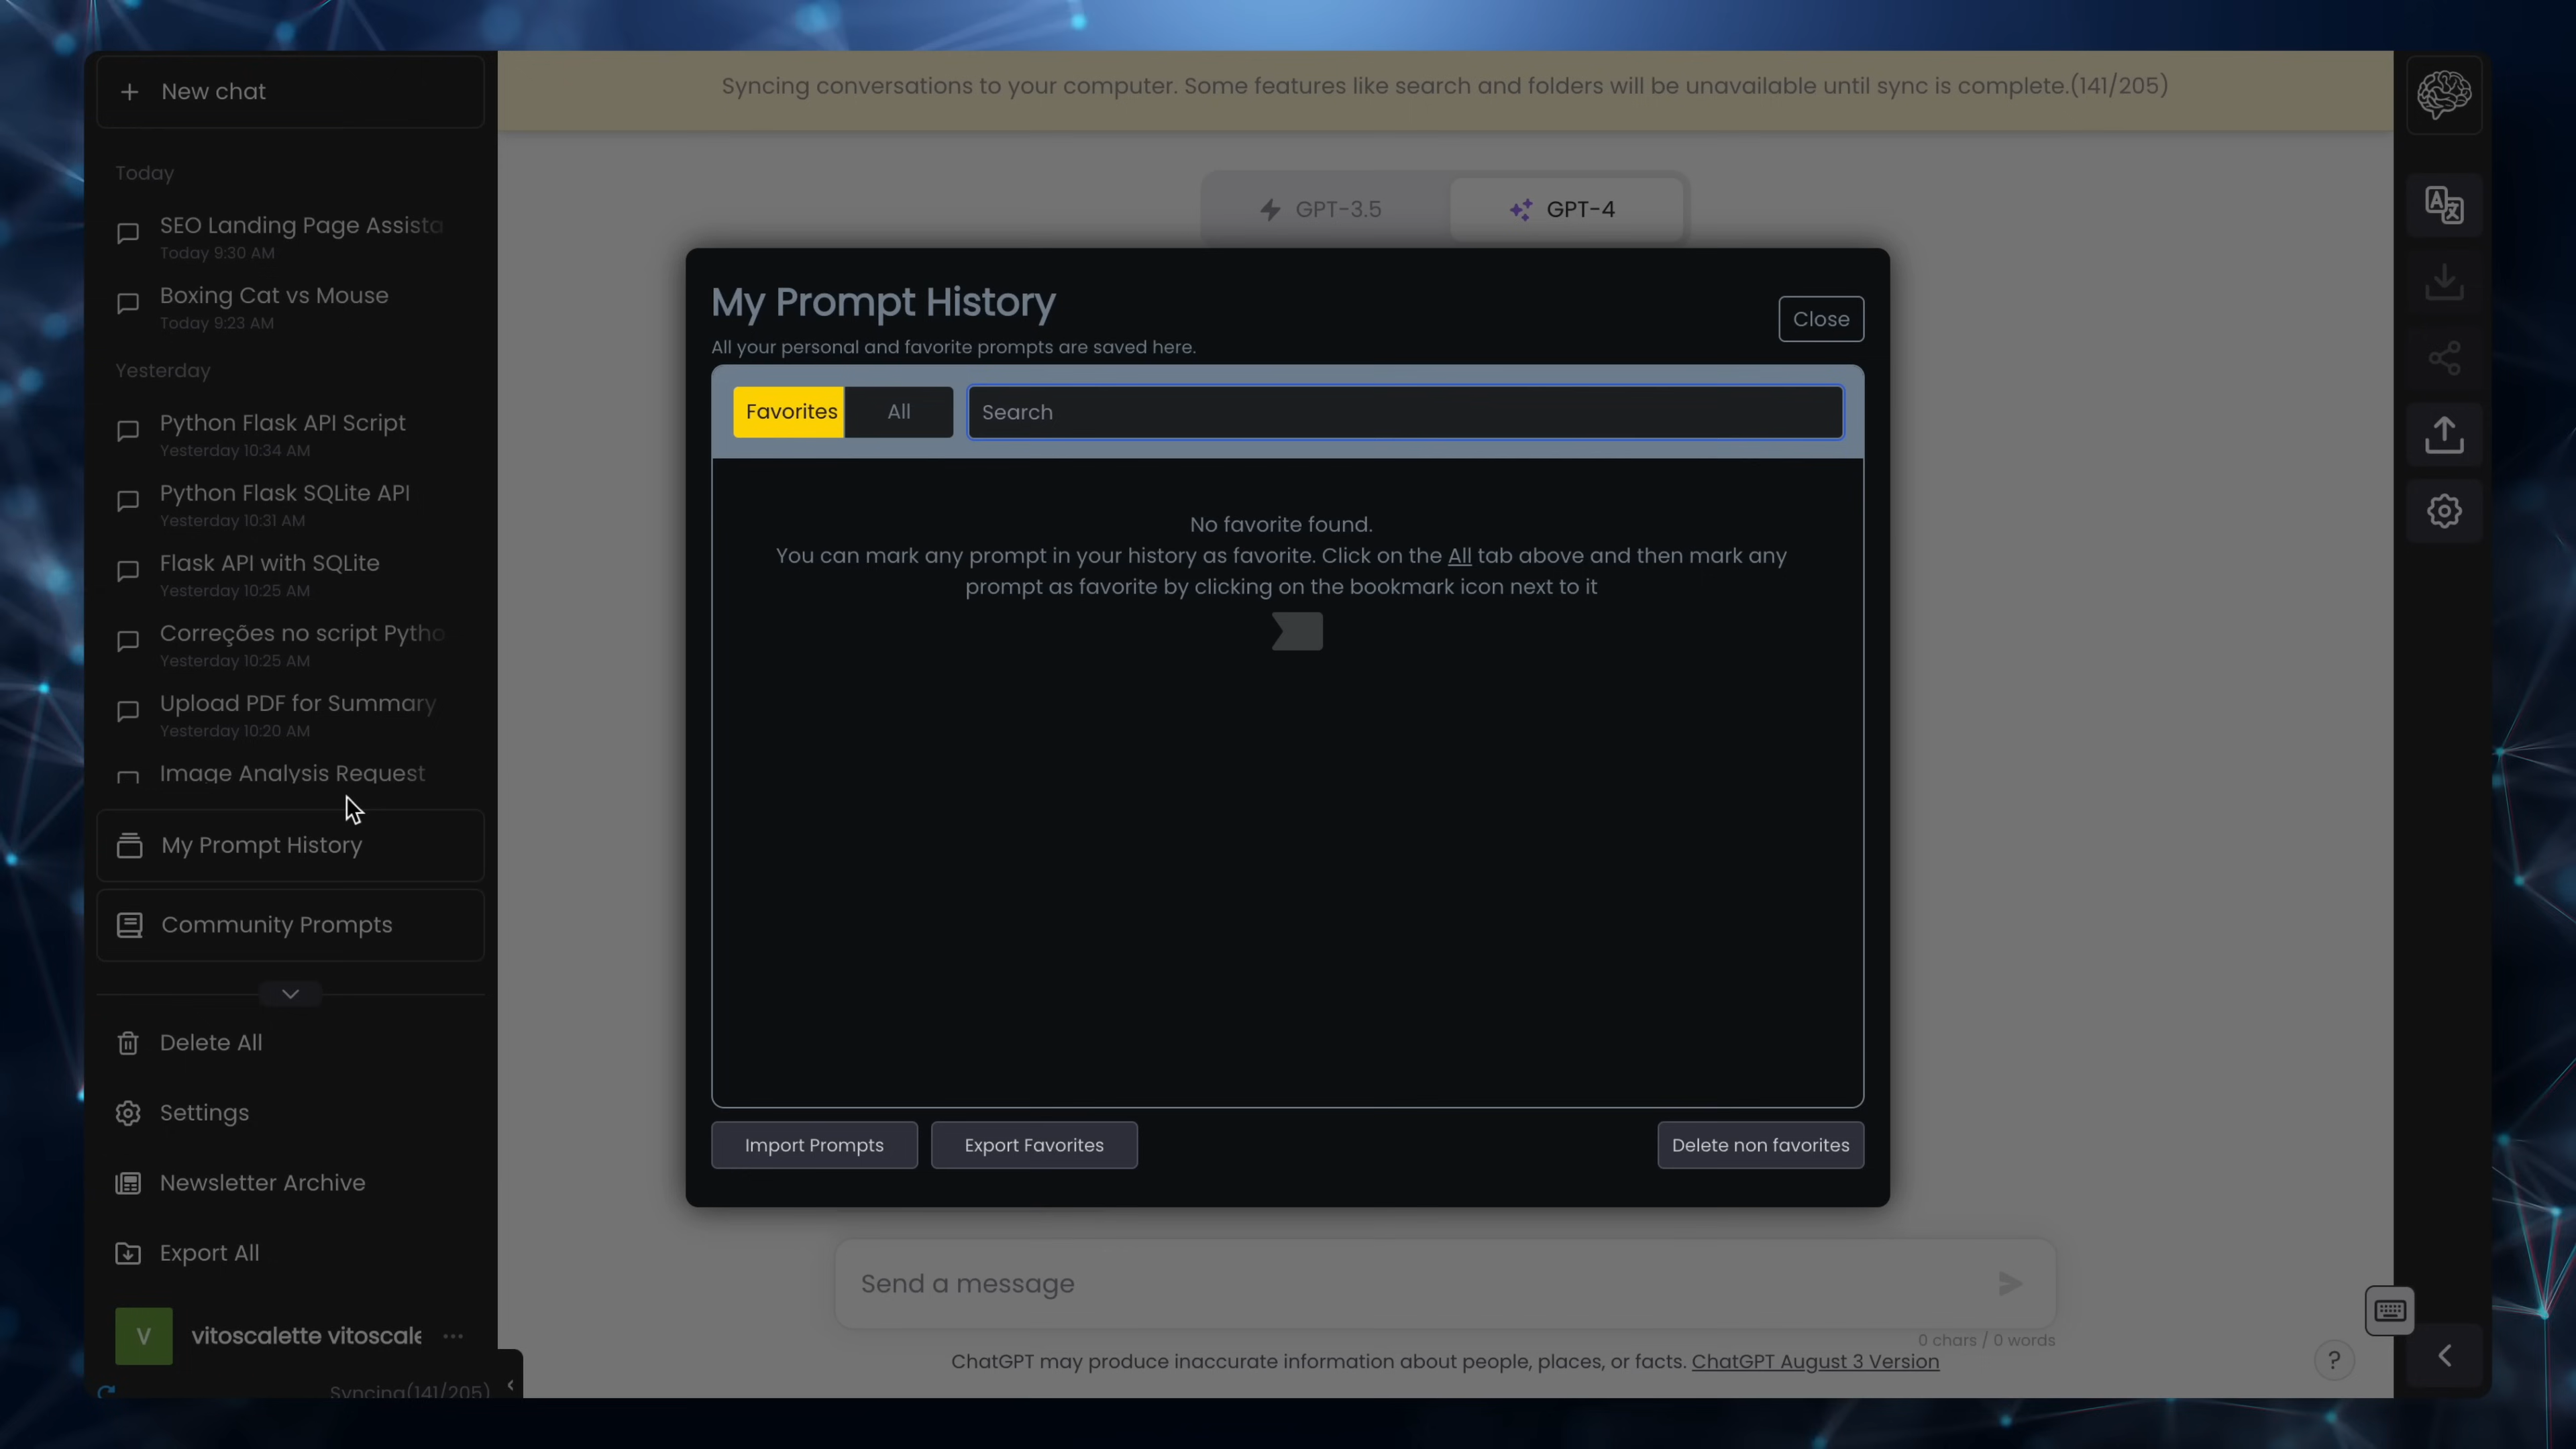 New chat
Today
SEO Landing Page Assista
Today 9:30 AM
Boxing Cat vs Mouse
Today 9:23 AM
Yesterday
Python Flask API Script
Yesterday 10:34 AM
Python Flask SQLite API
Yesterday 10:31 AM
Flask API with SQLite
Yesterday 10:25 AM
Correções no script Pytho
Yesterday 10:25 AM
Upload PDF for Summary
Yesterday 10:20 AM
Image Analysis Request
My Prompt History
Community Prompts
Delete All
Settings
Newsletter Archive
Export All
V
vitoscalette vitoscale
Syncing(141/205)
Syncing conversations to your computer. Some features like search and folders will be unavailable until sync is complete.(141/205)
GPT-3.5
GPT-4
My Prompt History
All your personal and favorite prompts are saved here.
Close
Favorites
All
Search
No favorite found.
You can mark any prompt in your history as favorite. Click on the All tab above and then mark any
prompt as favorite by clicking on the bookmark icon next to it
Import Prompts
Export Favorites
Delete non favorites
Send a message
0 chars / 0 words
ChatGPT may produce inaccurate information about people, places, or facts. ChatGPT August 3 Version
?